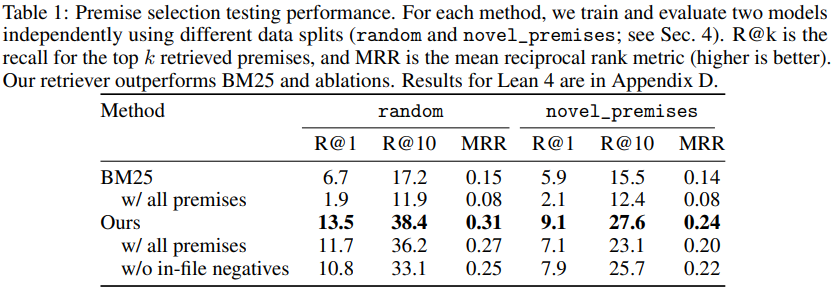 Table 1: Premise selection testing performance. For each method, we train and evaluate two models
independently using different data splits (random and novel_premises; see Sec. 4). R@k is the
recall for the top k retrieved premises, and MRR is the mean reciprocal rank metric (higher is better).
Our retriever outperforms BM25 and ablations. Results for Lean 4 are in Appendix D.
Method random novel_premises
R@1 R@10 MRR R@1 R@10 MRR
BM25 6.7 17.2 0.15 5.9 15.5 0.14
w/ all premises 1.9 11.9 0.08 2.1 12.4 0.08
Ours 13.5 38.4 0.31 9.1 27.6 0.24
w/ all premises 11.7 36.2 0.27 7.1 23.1 0.20
w/o in-file negatives 10.8 33.1 0.25 7.9 25.7 0.22